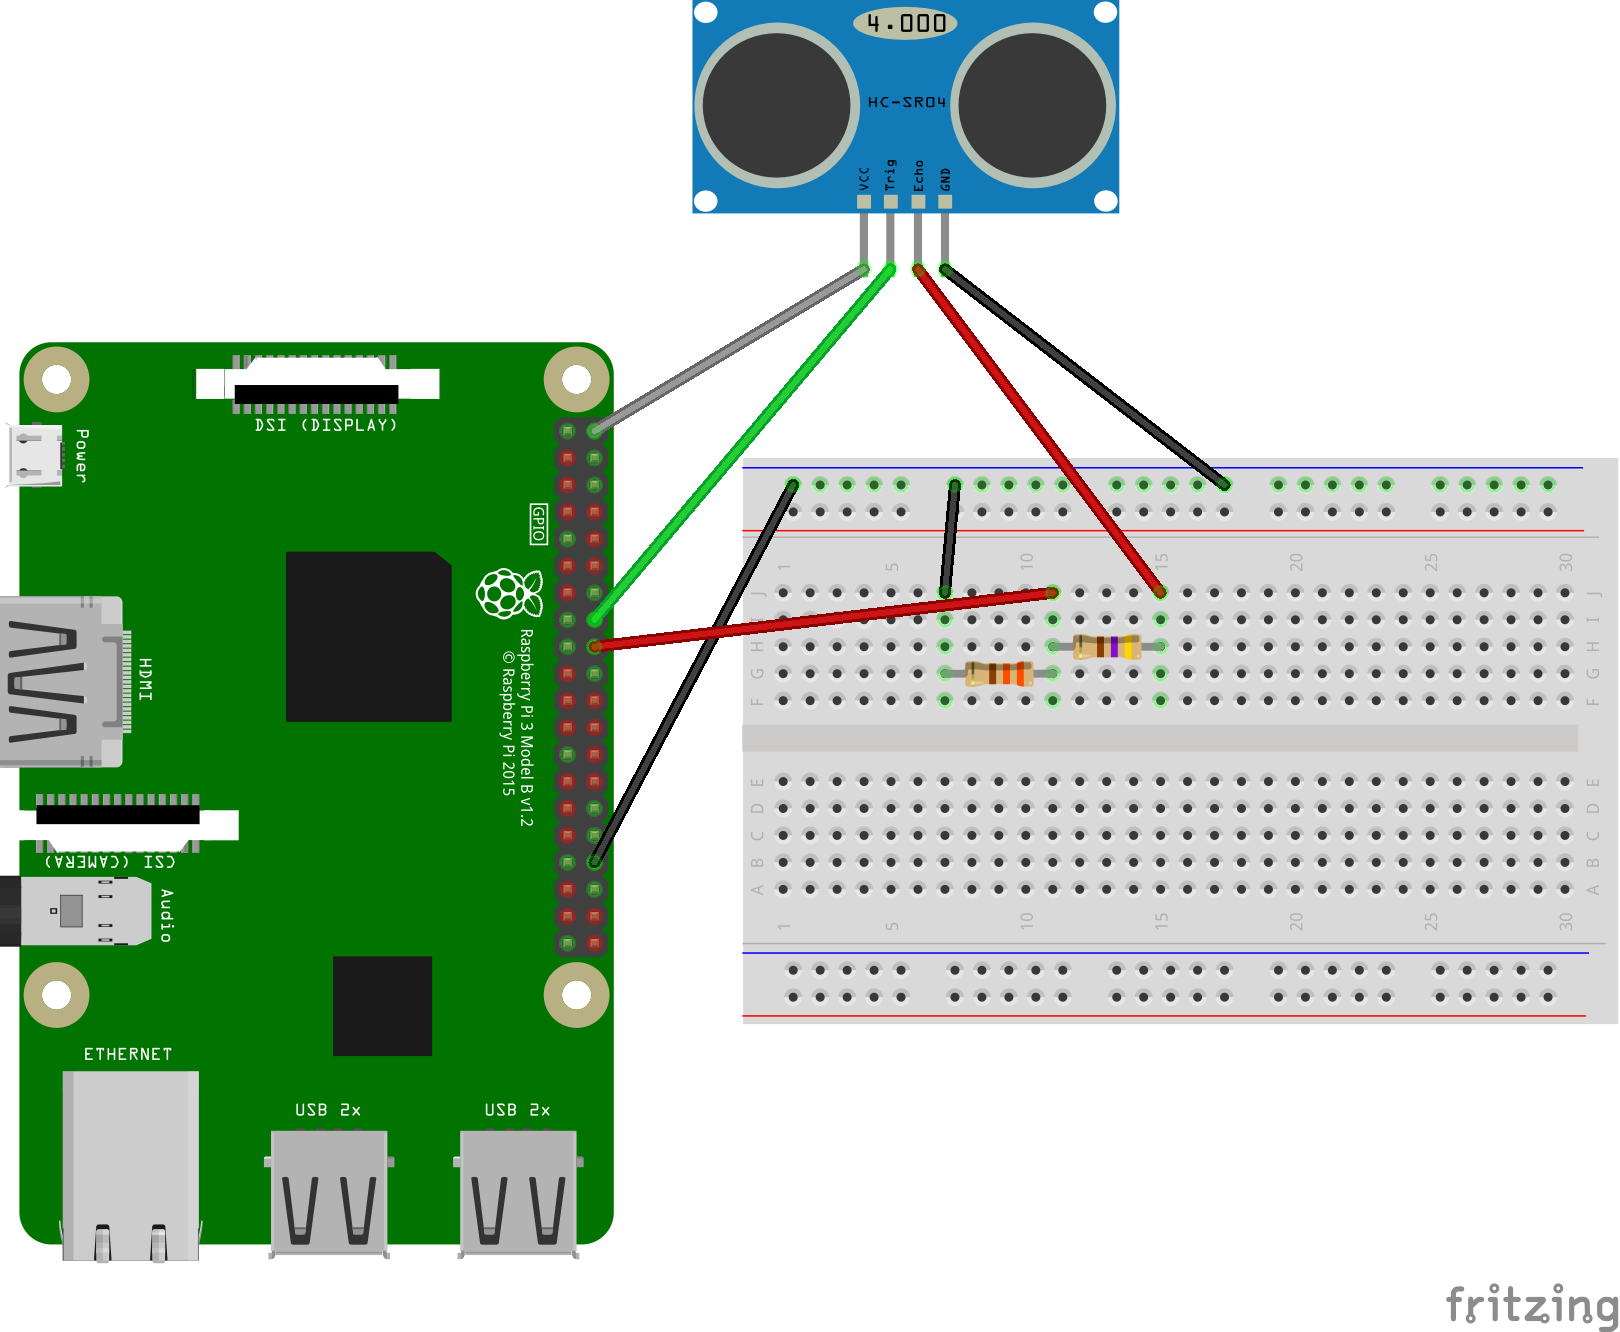 4.000
HC-SR04
VCC
Trig
Echo
GND
DSI (DISPLAY)
Power
GPIO
HDMI
Raspberry Pi 3 Model B v1.2
© Raspberry Pi 2015
CSI (CAMERA)
Audio
ETHERNET
USB 2x
USB 2x
1 5 10 15 20 25 30
J J
I I
H H
G G
F F
E E
D D
C C
B B
A A
1 5 10 15 20 25 30
fritzing